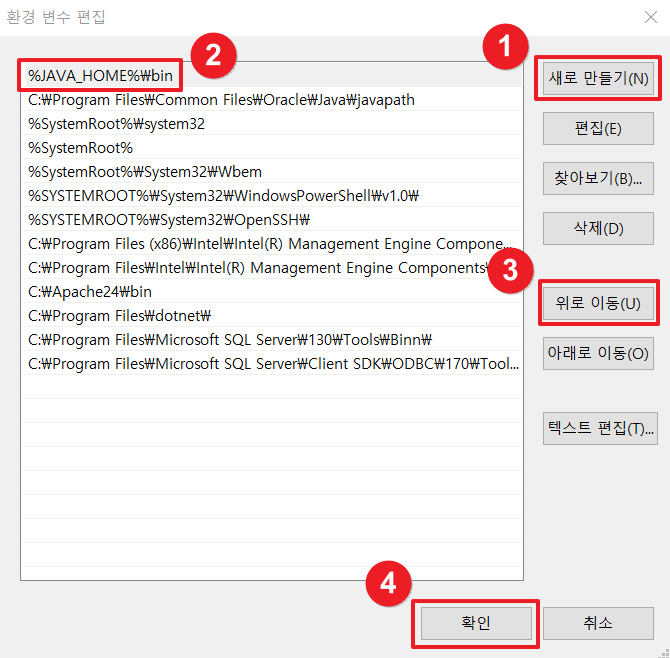 환경 변수 편집
1
2
%JAVA_HOME%₩bin
새로 만들기(N)
C:₩Program Files₩Common Files₩Oracle₩Java₩javapath
%SystemRoot%₩system32
편집(E)
%SystemRoot%
%SystemRoot%₩System32₩Wbem
찾아보기(B)...
%SYSTEMROOT%₩System32₩WindowsPowerShell₩v1.0₩
%SYSTEMROOT%₩System32₩OpenSSH₩
삭제(D)
C:₩Program Files (x86)₩Intel₩Intel(R) Management Engine Compone...
C:₩Program Files₩Intel₩Intel(R) Management Engine Components₩
3
C:₩Apache24₩bin
위로 이동(U)
C:₩Program Files₩dotnet₩
C:₩Program Files₩Microsoft SQL Server₩130₩Tools₩Binn₩
아래로 이동(O)
C:₩Program Files₩Microsoft SQL Server₩Client SDK₩ODBC₩170₩Tool...
텍스트 편집(T)...
4
확인
취소